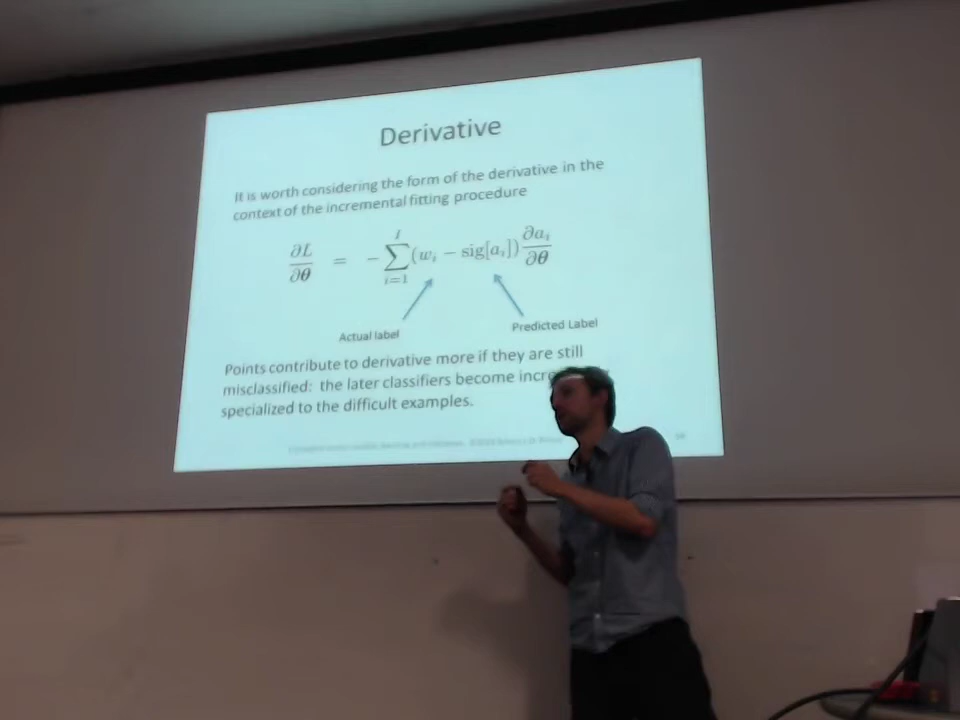 Derivative
It is worth considering the form of the derivative in the
context of the incremental fitting procedure
∂L/∂θ = −∑_{i=1}^{I}(w_i − sig[a_i])∂a_i/∂θ
Actual label
Predicted Label
Points contribute to derivative more if they are still
misclassified: the later classifiers become
specialized to the difficult examples.